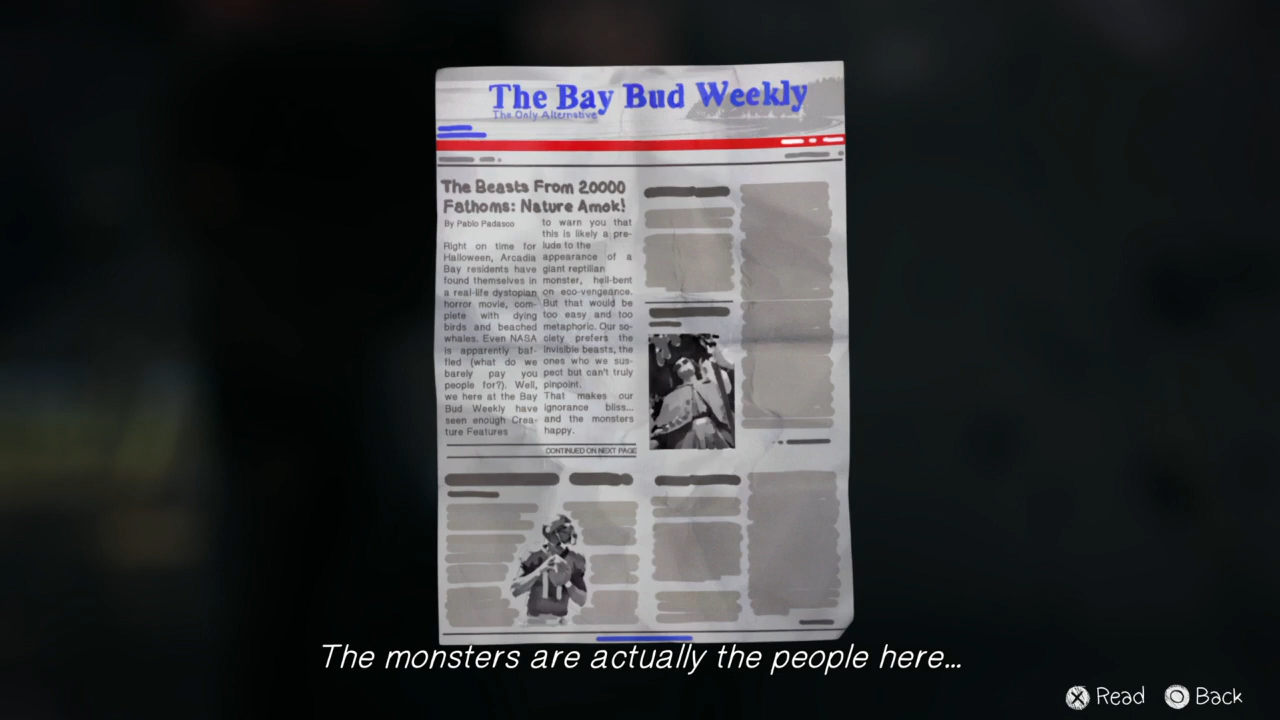 The Bay Bud Weekly
The Only Alternative
The Beasts From 20000
Fathoms: Nature Amok!
By Pablo Padasco
Right on time for
Halloween, Arcadia
Bay residents have
found themselves in
a real-life dystopian
horror movie, com-
plete with dying
birds and beached
whales. Even NASA
is apparently baf-
fled (what do we
barely pay you
people for?). Well,
we here at the Bay
Bud Weekly have
seen enough Crea-
ture Features
to warn you that
this is likely a pre-
lude to the
appearance of a
giant reptilian
monster, hell-bent
on eco-vengeance.
But that would be
too easy and too
metaphoric. Our so-
ciety prefers the
invisible beasts, the
ones who we sus-
pect but can't truly
pinpoint.
That makes our
ignorance bliss...
and the monsters
happy.
CONTINUED ON NEXT PAGE
The monsters are actually the people here...
Read
Back